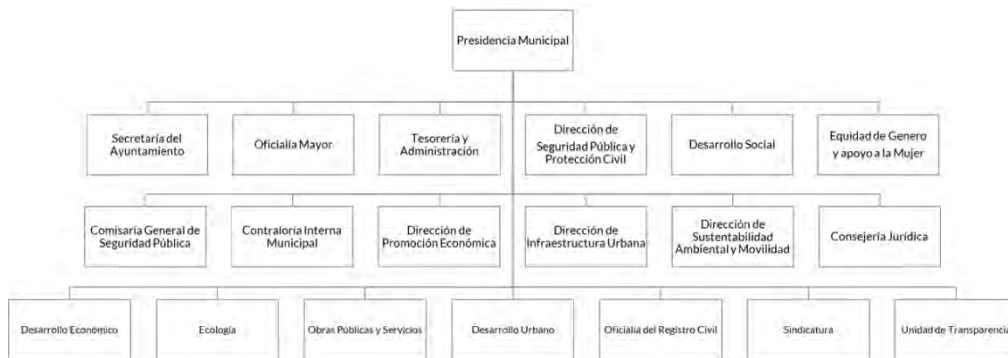 Presidencia Municipal
Secretaría del
Ayuntamiento
Oficialía Mayor
Tesorería y
Administración
Dirección de
Seguridad Pública y
Protección Civil
Desarrollo Social
Equidad de Genero
y apoyo a la Mujer
Comisaría General de
Seguridad Pública
Contraloría Interna
Municipal
Dirección de
Promoción Económica
Dirección de
Infraestructura Urbana
Dirección de
Sustentabilidad
Ambiental y Movilidad
Consejería Jurídica
Desarrollo Económico
Ecología
Obras Públicas y Servicios
Desarrollo Urbano
Oficialía del Registro Civil
Sindicatura
Unidad de Transparencia